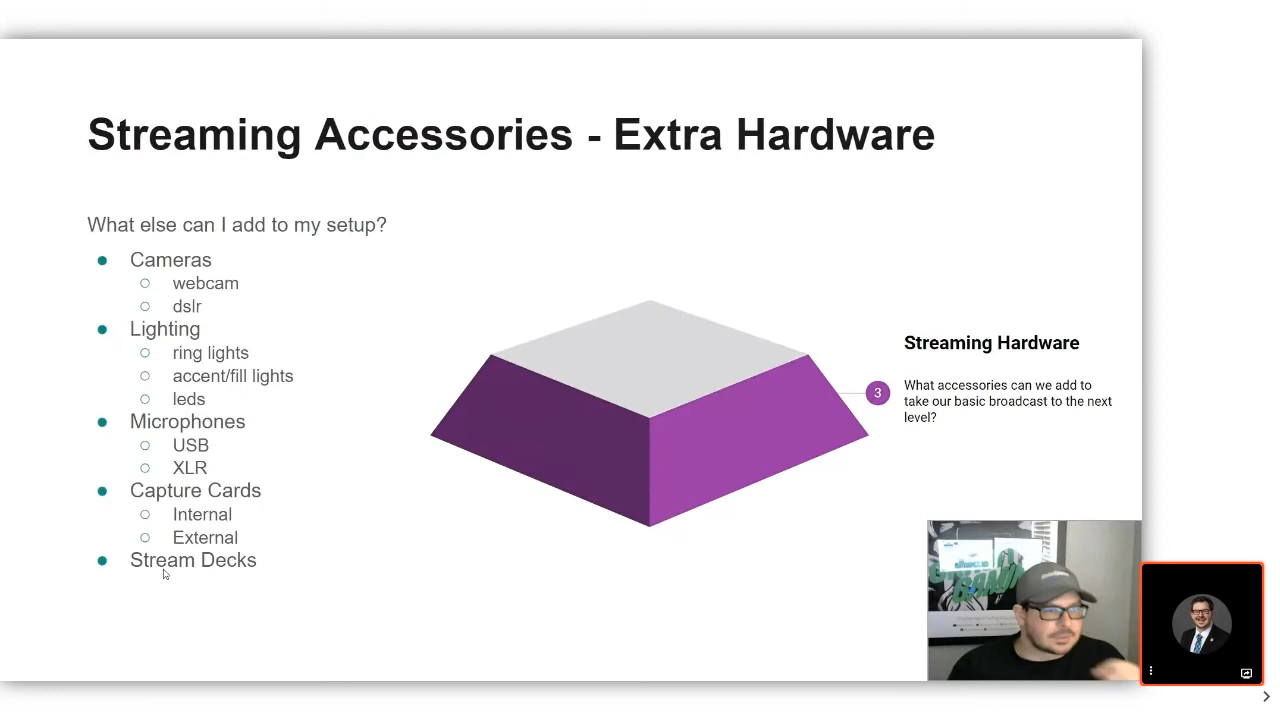 Streaming Accessories - Extra Hardware
What else can I add to my setup?
Cameras
webcam
dslr
Lighting
ring lights
accent/fill lights
leds
Microphones
USB
XLR
Capture Cards
Internal
External
Stream Decks
Streaming Hardware
3
What accessories can we add to
take our basic broadcast to the next
level?